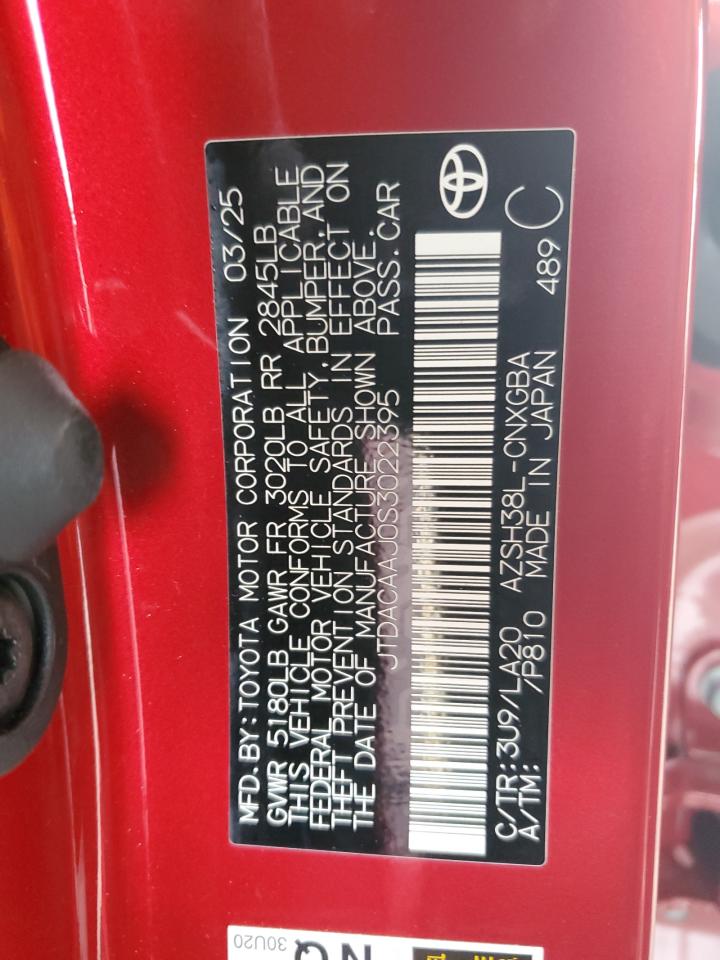 MFD.BY:TOYOTA MOTOR CORPORATION 03/25
GVWR 5180LB GAWR FR 3020LB RR 2845LB
THIS VEHICLE CONFORMS TO ALL APPLICABLE
FEDERAL MOTOR VEHICLE SAFETY,BUMPER,AND
THEFT PREVENTION STANDARDS IN EFFECT ON
THE DATE OF MANUFACTURE SHOWN ABOVE.
JTDACAAJ0S3022395 PASS.CAR
C/TR:3U9/LA20 AZSH38L-CNXGBA 489 C
A/TM: /P810 MADE IN JAPAN
30U20